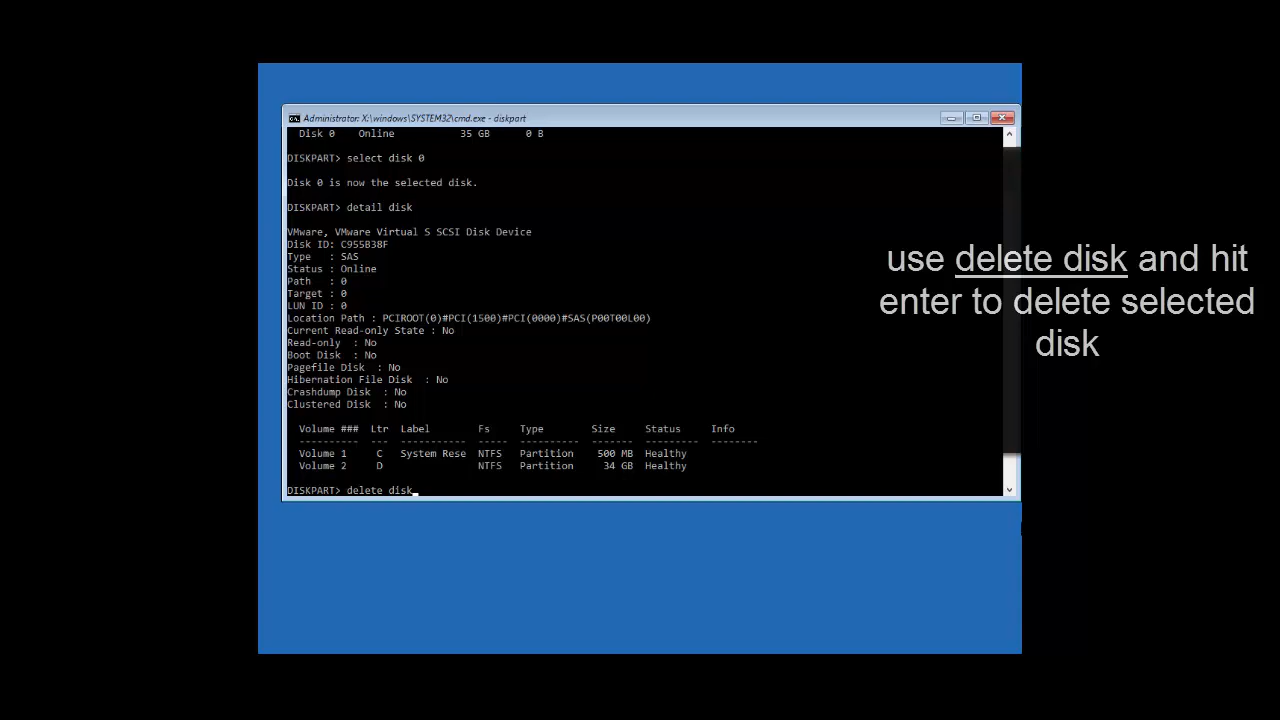 Administrator: X:\windows\SYSTEM32\cmd.exe - diskpart
Disk 0    Online    35 GB    0 B
DISKPART> select disk 0
Disk 0 is now the selected disk.
DISKPART> detail disk
VMware, VMware Virtual S SCSI Disk Device
Disk ID: C955B38F
Type   : SAS
Status : Online
Path   : 0
Target : 0
LUN ID : 0
Location Path : PCIROOT(0)#PCI(1500)#PCI(0000)#SAS(P00T00L00)
Current Read-only State : No
Read-only  : No
Boot Disk  : No
Pagefile Disk  : No
Hibernation File Disk  : No
Crashdump Disk  : No
Clustered Disk  : No
Volume ###  Ltr  Label        Fs     Type        Size     Status     Info
----------  ---  -----------  -----  ----------  -------  ---------  --------
Volume 1     C   System Rese  NTFS   Partition    500 MB  Healthy
Volume 2     D                NTFS   Partition     34 GB  Healthy
DISKPART> delete disk_
use delete disk and hit
enter to delete selected
disk